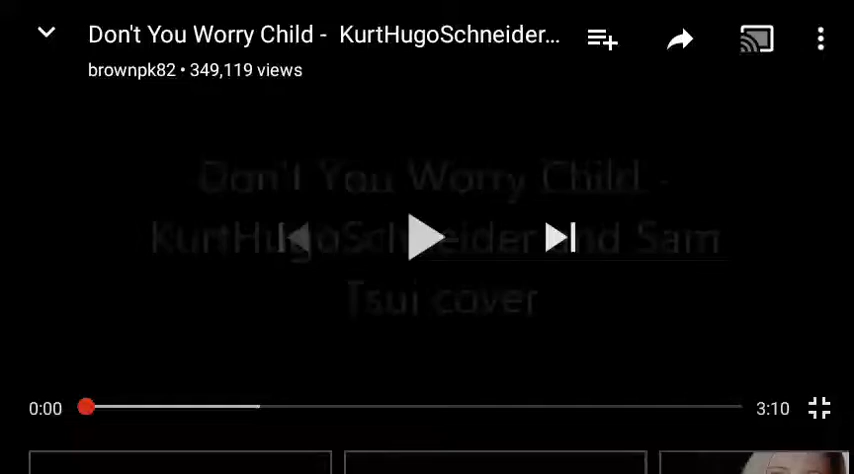 Don't You Worry Child -  KurtHugoSchneider...
brownpk82 • 349,119 views
Don't You Worry Child -
KurtHugoSchneider and Sam
Tsui cover
0:00
3:10